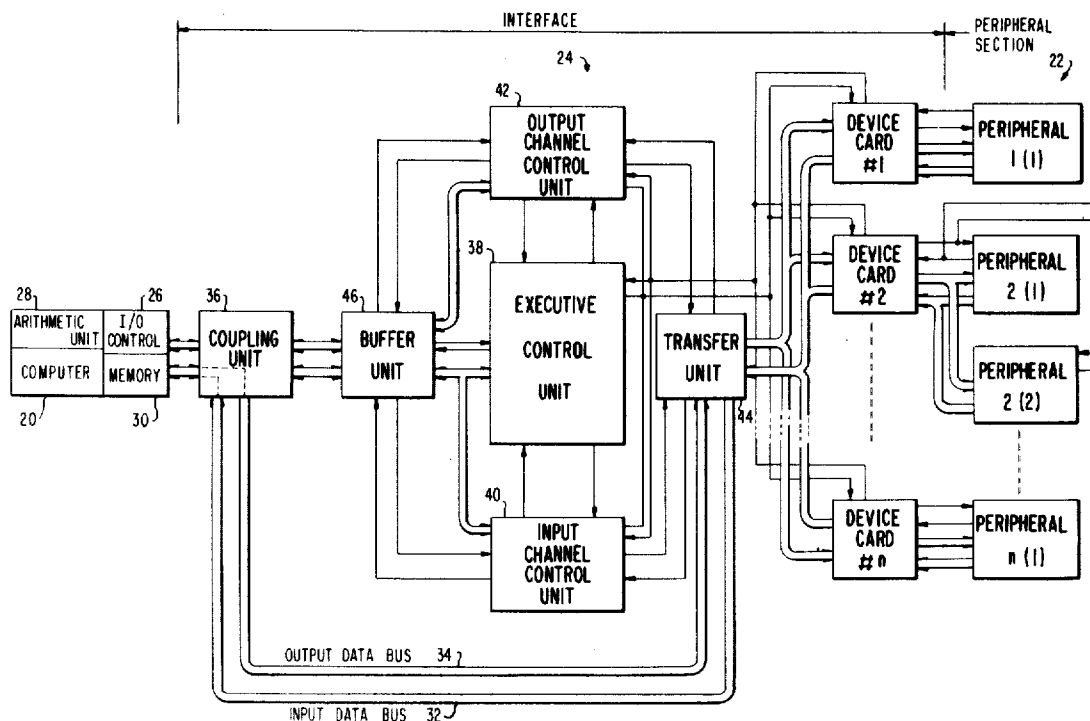 INTERFACE
PERIPHERAL
SECTION
24
22
42
OUTPUT
CHANNEL
CONTROL
UNIT
DEVICE
CARD
#1
PERIPHERAL
1 (1)
38
EXECUTIVE
CONTROL
UNIT
DEVICE
CARD
#2
PERIPHERAL
2 (1)
28
26
36
46
ARITHMETIC
UNIT
I/O
CONTROL
COMPUTER
MEMORY
20
30
COUPLING
UNIT
BUFFER
UNIT
TRANSFER
UNIT
44
PERIPHERAL
2 (2)
40
INPUT
CHANNEL
CONTROL
UNIT
DEVICE
CARD
#n
PERIPHERAL
n (1)
OUTPUT DATA BUS 34
INPUT DATA BUS 32